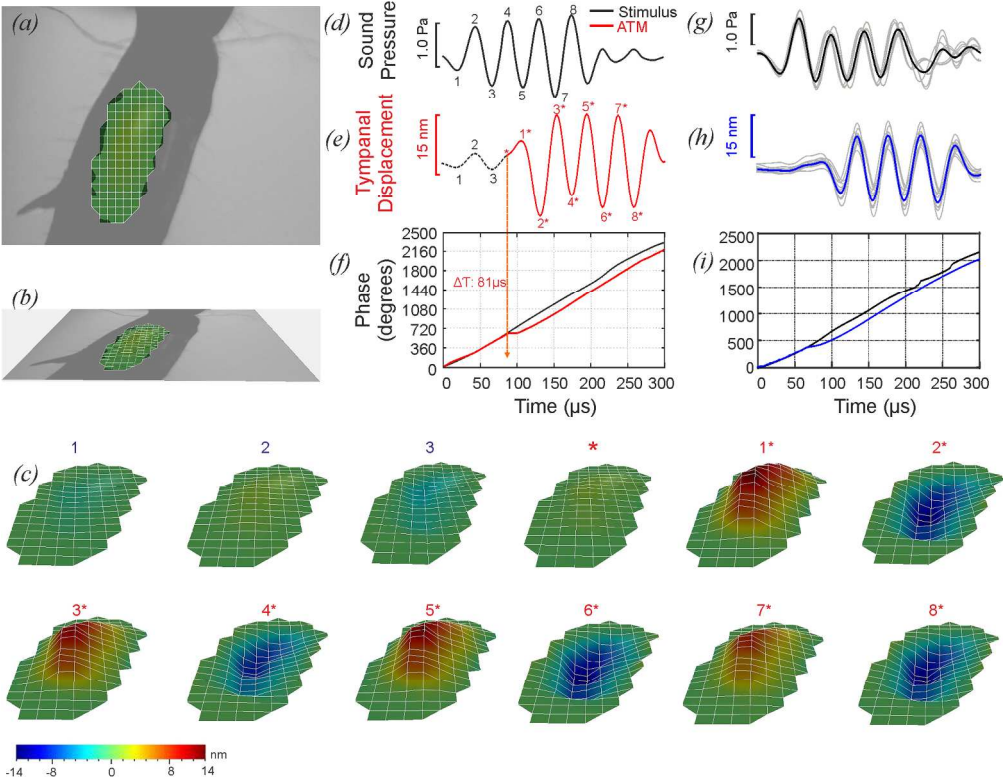 (a)
(b)
(d)
Sound
Pressure
1.0 Pa
1
2
3
4
5
6
7
8
Stimulus
ATM
(g)
1.0 Pa
(e)
Tympanal
Displacement
15 nm
1
2
3
*
1*
2*
3*
4*
5*
6*
7*
8*
(h)
15 nm
(f)
Phase
(degrees)
2500
2160
1800
1440
1080
720
360
0
ΔT: 81µs
0 50 100 150 200 250 300
Time (µs)
(i)
2500
2000
1500
1000
500
0
0 50 100 150 200 250 300
Time (µs)
(c)
1 2 3 * 1* 2*
3* 4* 5* 6* 7* 8*
nm
-14 -8 0 8 14